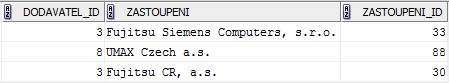 DODAVATEL_ID ZASTOUPENI ZASTOUPENI_ID
3 Fujitsu Siemens Computers, s.r.o. 33
8 UMAX Czech a.s. 88
3 Fujitsu CR, a.s. 30